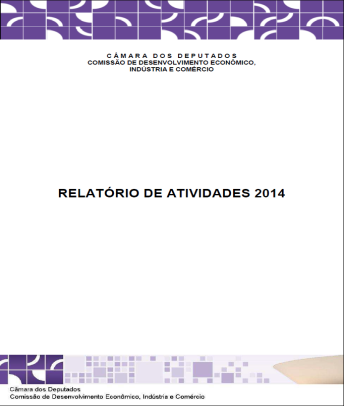 CÂMARA DOS DEPUTADOS
COMISSÃO DE DESENVOLVIMENTO ECONÔMICO,
INDÚSTRIA E COMÉRCIO
RELATÓRIO DE ATIVIDADES 2014
Câmara dos Deputados
Comissão de Desenvolvimento Econômico, Indústria e Comércio